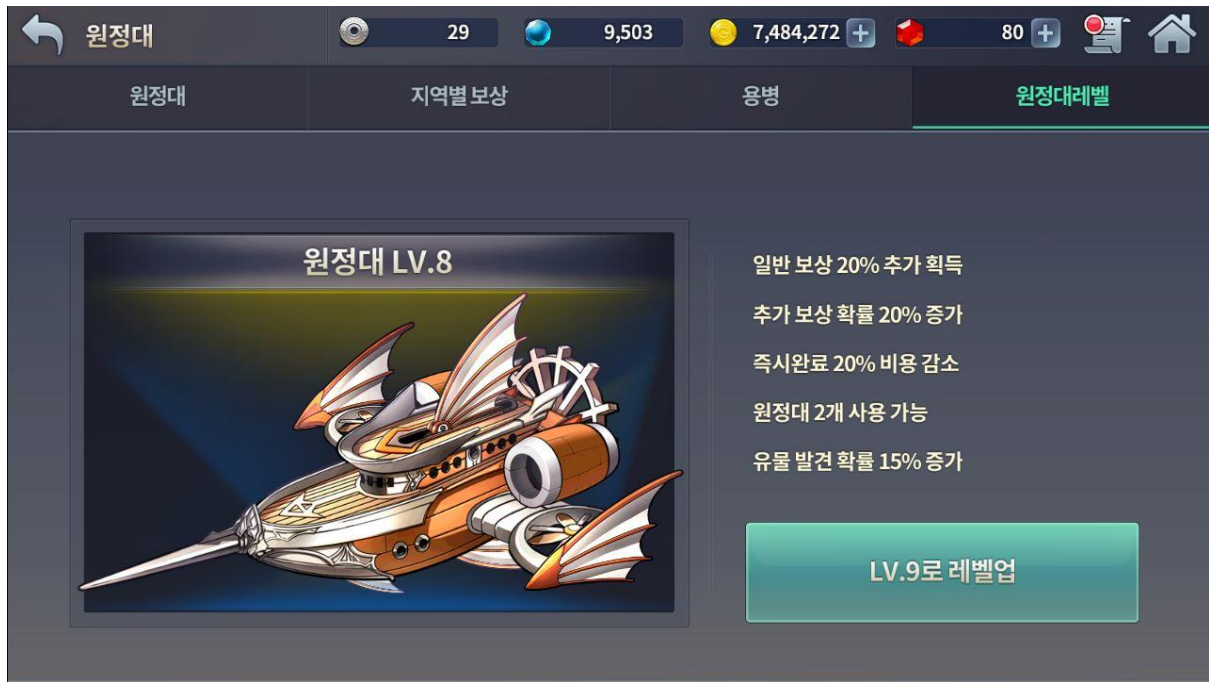 원정대
29
9,503
7,484,272 +
80 +
원정대
지역별 보상
용병
원정대레벨
원정대 LV.8
일반 보상 20% 추가 획득
추가 보상 확률 20% 증가
즉시완료 20% 비용 감소
원정대 2개 사용 가능
유물 발견 확률 15% 증가
LV.9로 레벨업